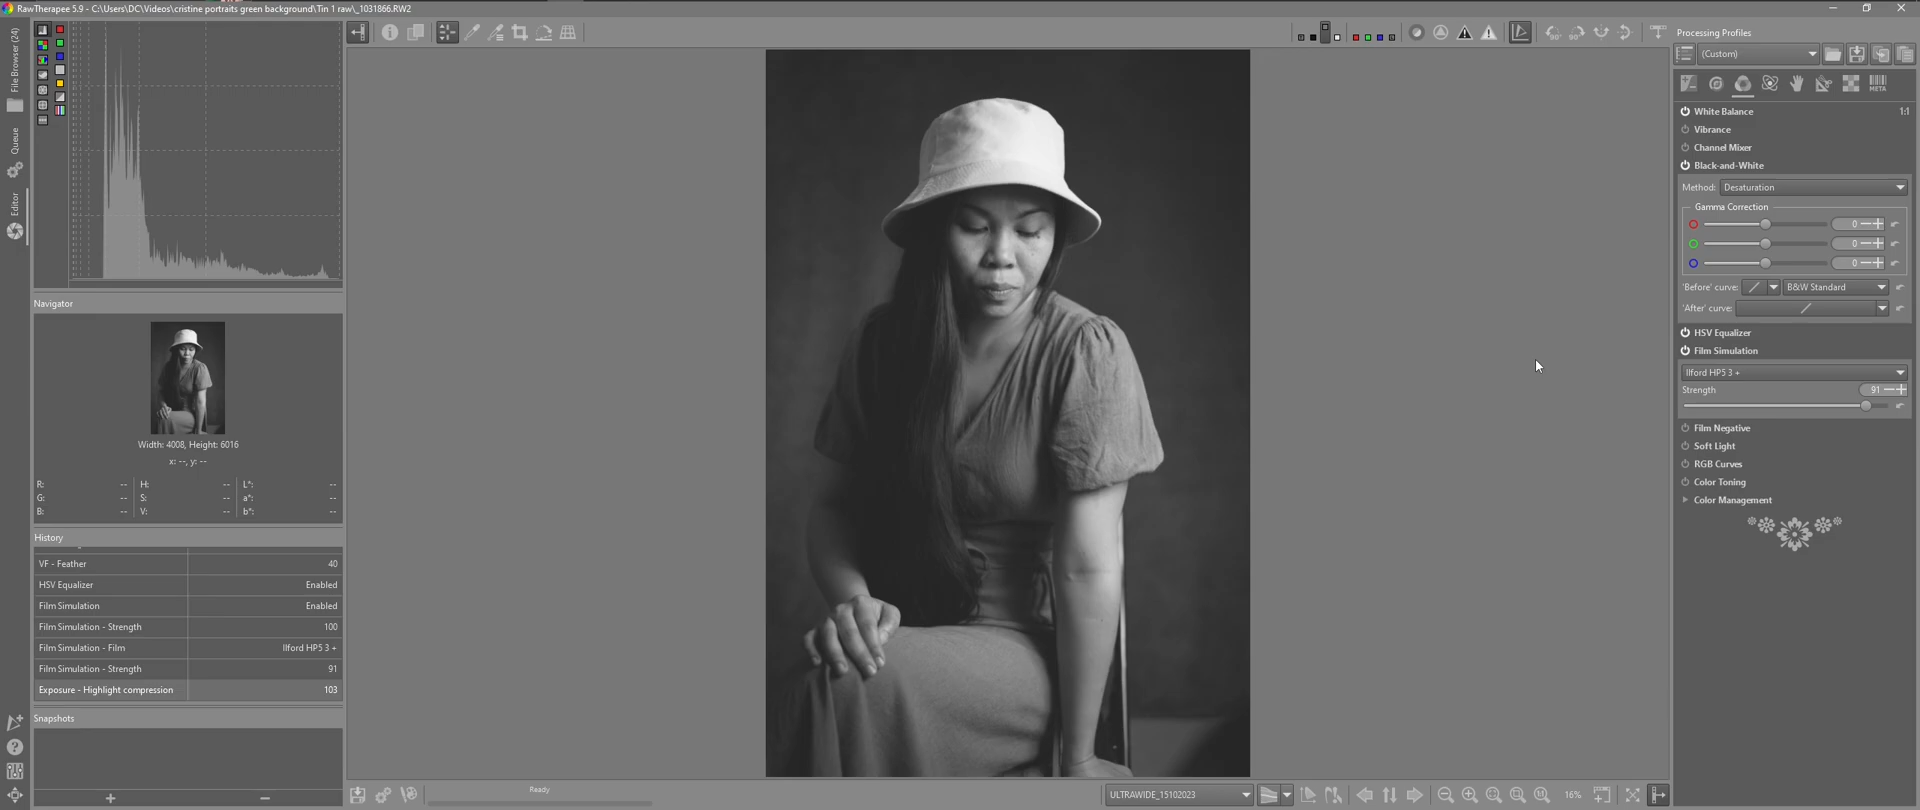 RawTherapee 5.9 - C:\Users\DC\Videos\cristine portraits green background\Tin 1 raw\_1031866.RW2
File Browser (24)
Queue
Editor
Navigator
Width: 4008, Height: 6016
x: --, y: --
R: -- H: -- L*: --
G: -- S: -- a*: --
B: -- V: -- b*: --
History
VF - Feather 40
HSV Equalizer Enabled
Film Simulation Enabled
Film Simulation - Strength 100
Film Simulation - Film Ilford HP5 3 +
Film Simulation - Strength 91
Exposure - Highlight compression 103
Snapshots
Ready
ULTRAWIDE_15102023
16%
Processing Profiles
(Custom)
META
White Balance 1:1
Vibrance
Channel Mixer
Black-and-White
Method: Desaturation
Gamma Correction
0
0
0
'Before' curve: B&W Standard
'After' curve:
HSV Equalizer
Film Simulation
Ilford HP5 3 +
Strength 91
Film Negative
Soft Light
RGB Curves
Color Toning
Color Management